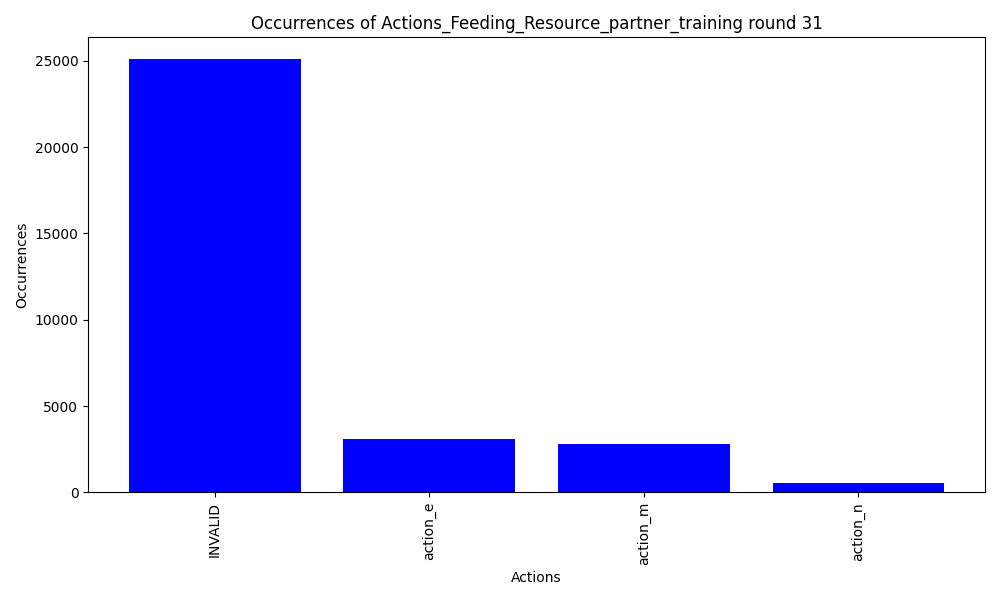 Occurrences of Actions_Feeding_Resource_partner_training round 31
Occurrences
25000
20000
15000
10000
5000
0
INVALID
action_e
action_m
action_n
Actions